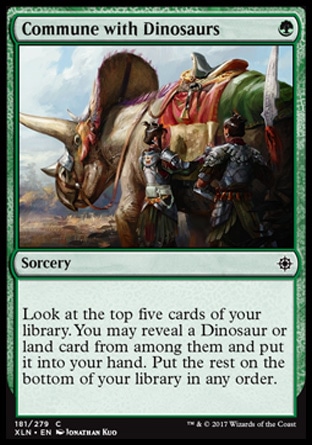 Commune with Dinosaurs
Sorcery
Look at the top five cards of your
library. You may reveal a Dinosaur or
land card from among them and put
it into your hand. Put the rest on the
bottom of your library in any order.
181/279 C
XLN • EN JONATHAN KUO
™ & © 2017 Wizards of the Coast